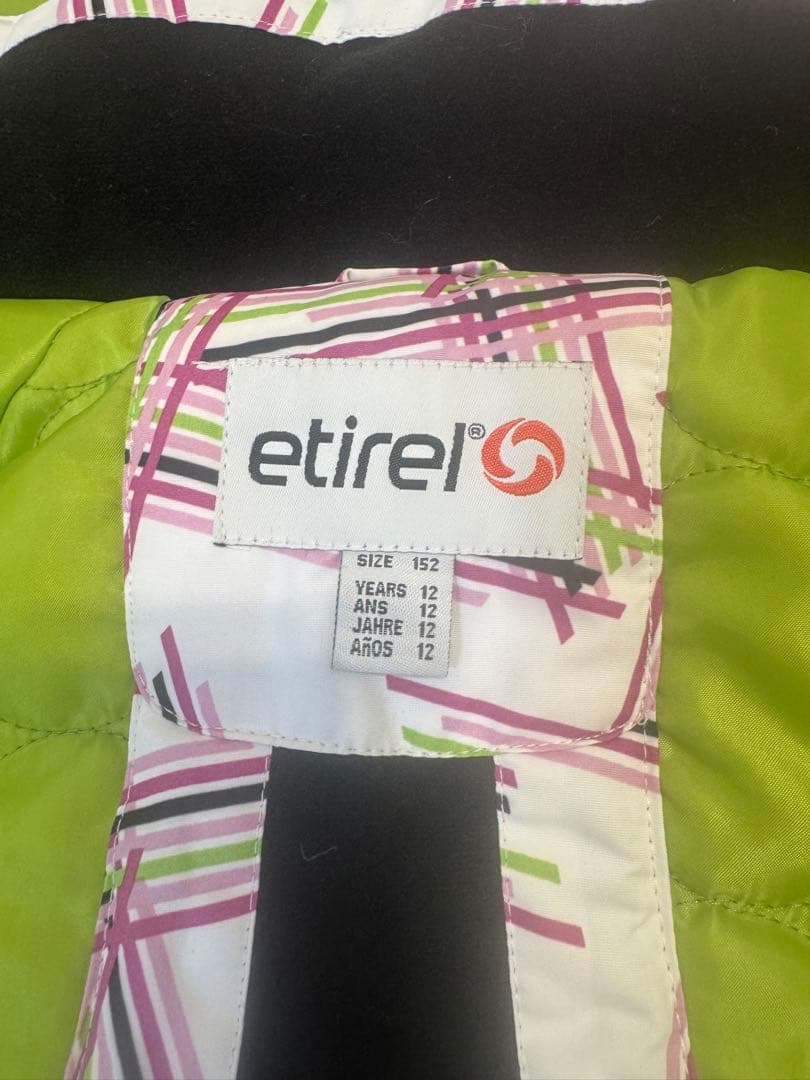 etirel®
SIZE 152
YEARS 12
ANS 12
JAHRE 12
AñOS 12